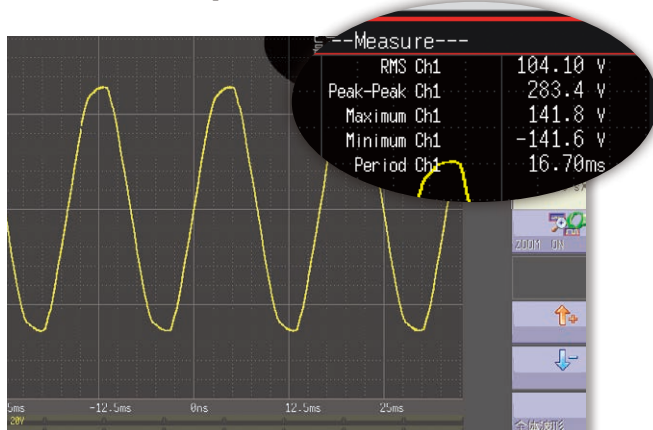 --Measure---
RMS Ch1 104.10 V
Peak-Peak Ch1 283.4 V
Maximum Ch1 141.8 V
Minimum Ch1 -141.6 V
Period Ch1 16.70ms
ZOOM ON
5ms -12.5ms 0ns 12.5ms 25ms
20V